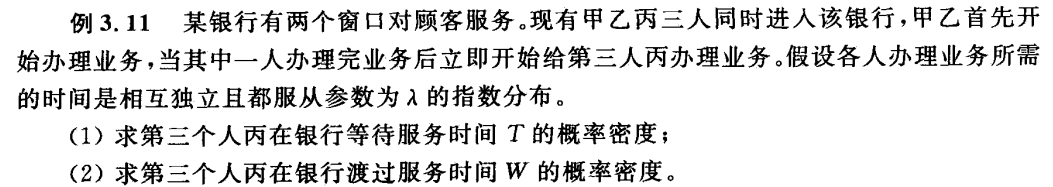 例 3.11 某银行有两个窗口对顾客服务。现有甲乙丙三人同时进入该银行,甲乙首先开
始办理业务,当其中一人办理完业务后立即开始给第三人丙办理业务。假设各人办理业务所需
的时间是相互独立且都服从参数为 λ 的指数分布。
(1) 求第三个人丙在银行等待服务时间 T 的概率密度;
(2) 求第三个人丙在银行渡过服务时间 W 的概率密度。